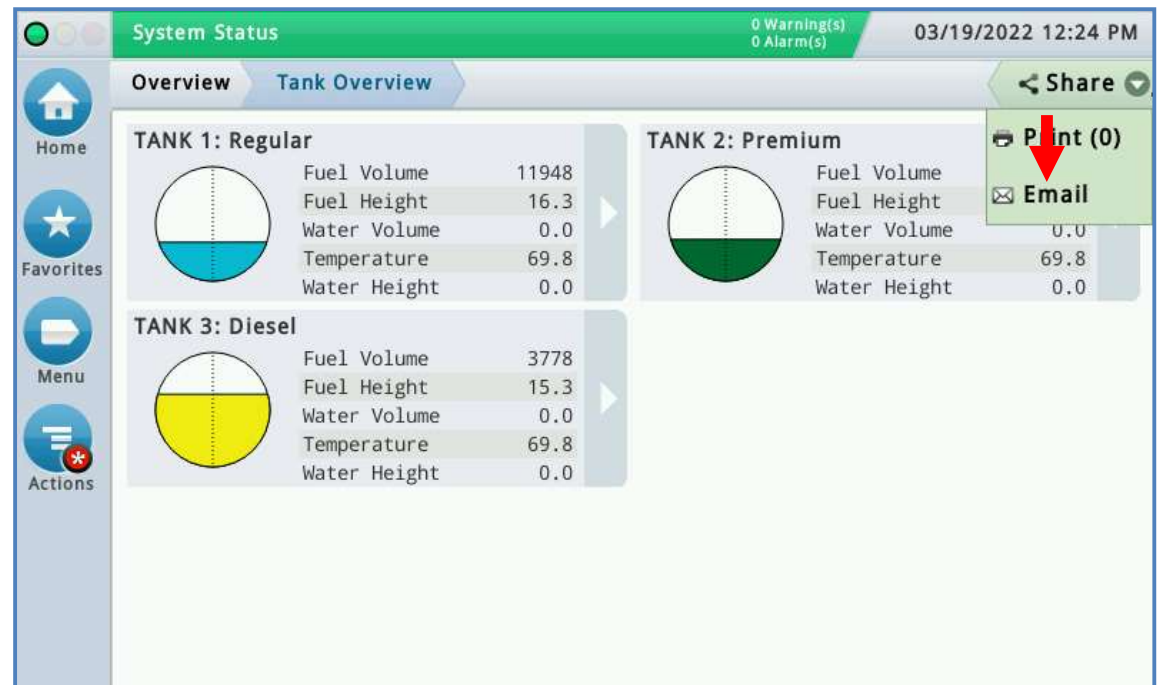 System Status
0 Warning(s)
0 Alarm(s)
03/19/2022 12:24 PM
Overview
Tank Overview
Share
Print (0)
Email
Home
Favorites
Menu
Actions
TANK 1: Regular
Fuel Volume 11948
Fuel Height 16.3
Water Volume 0.0
Temperature 69.8
Water Height 0.0
TANK 2: Premium
Fuel Volume
Fuel Height
Water Volume 0.0
Temperature 69.8
Water Height 0.0
TANK 3: Diesel
Fuel Volume 3778
Fuel Height 15.3
Water Volume 0.0
Temperature 69.8
Water Height 0.0